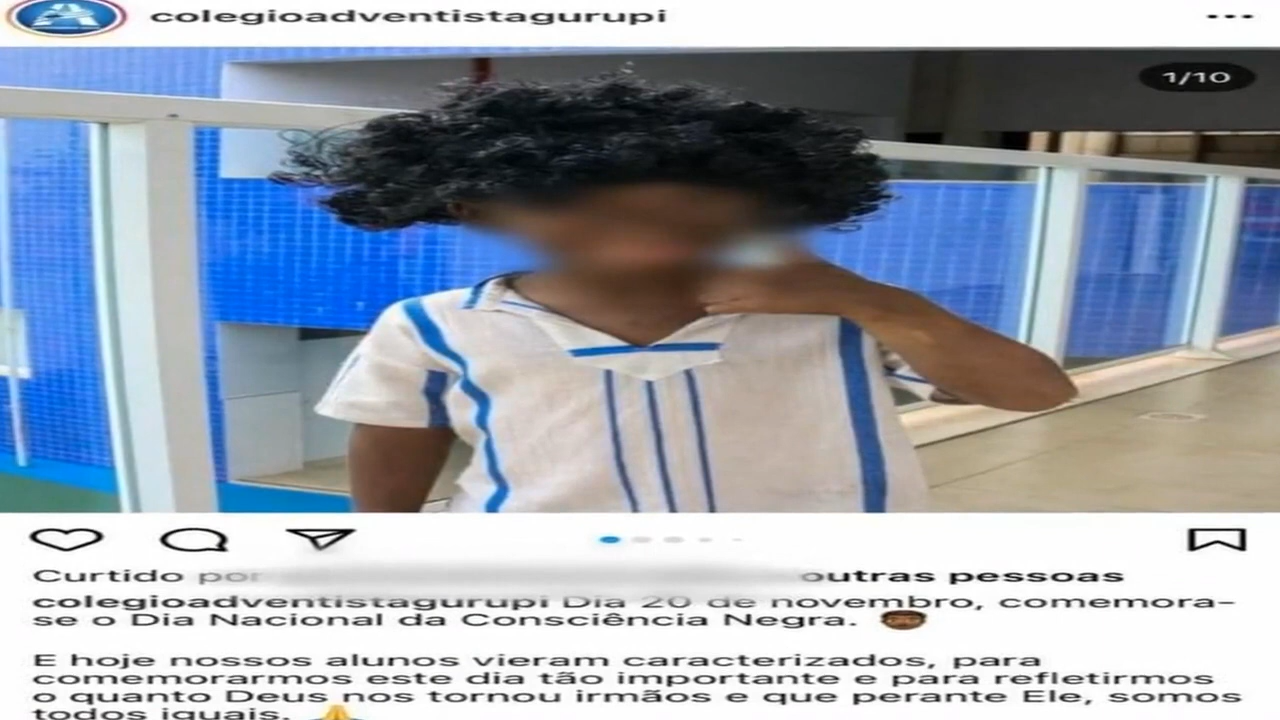 colegioadventistagurupi
1/10
Curtido por
outras pessoas
colegioadventistagurupi Dia 20 de novembro, comemora-
se o Dia Nacional da Consciência Negra.
E hoje nossos alunos vieram caracterizados, para
comemorarmos este dia tão importante e para refletirmos
o quanto Deus nos tornou irmãos e que perante Ele, somos
todos iguais.